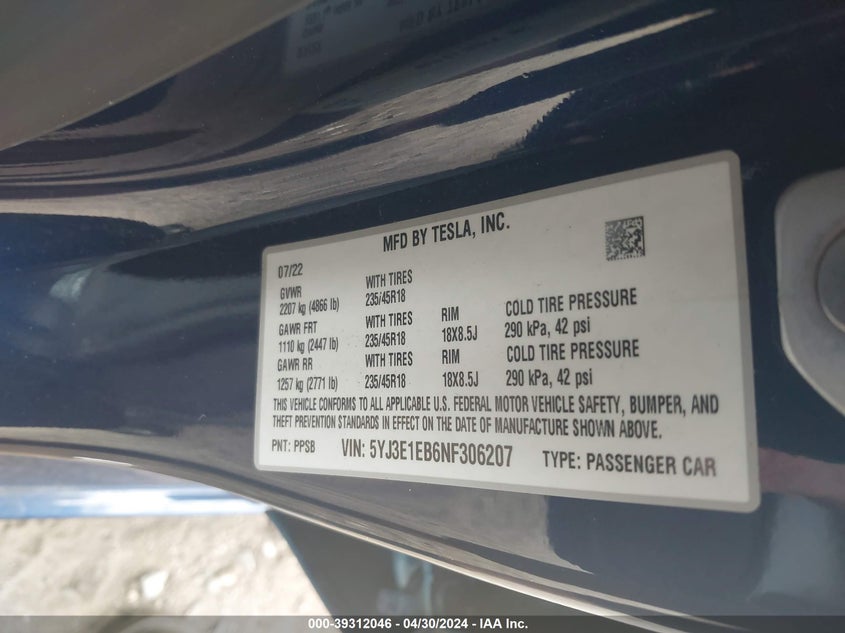 MFD BY TESLA, INC.
07/22
GVWR WITH TIRES
2207 kg (4866 lb) 235/45R18
GAWR FRT WITH TIRES RIM COLD TIRE PRESSURE
1110 kg (2447 lb) 235/45R18 18X8.5J 290 kPa, 42 psi
GAWR RR WITH TIRES RIM COLD TIRE PRESSURE
1257 kg (2771 lb) 235/45R18 18X8.5J 290 kPa, 42 psi
THIS VEHICLE CONFORMS TO ALL APPLICABLE U.S. FEDERAL MOTOR VEHICLE SAFETY, BUMPER, AND
THEFT PREVENTION STANDARDS IN EFFECT ON THE DATE OF MANUFACTURE SHOWN ABOVE.
PNT: PPSB VIN: 5YJ3E1EB6NF306207 TYPE: PASSENGER CAR
000-39312046 - 04/30/2024 - IAA Inc.